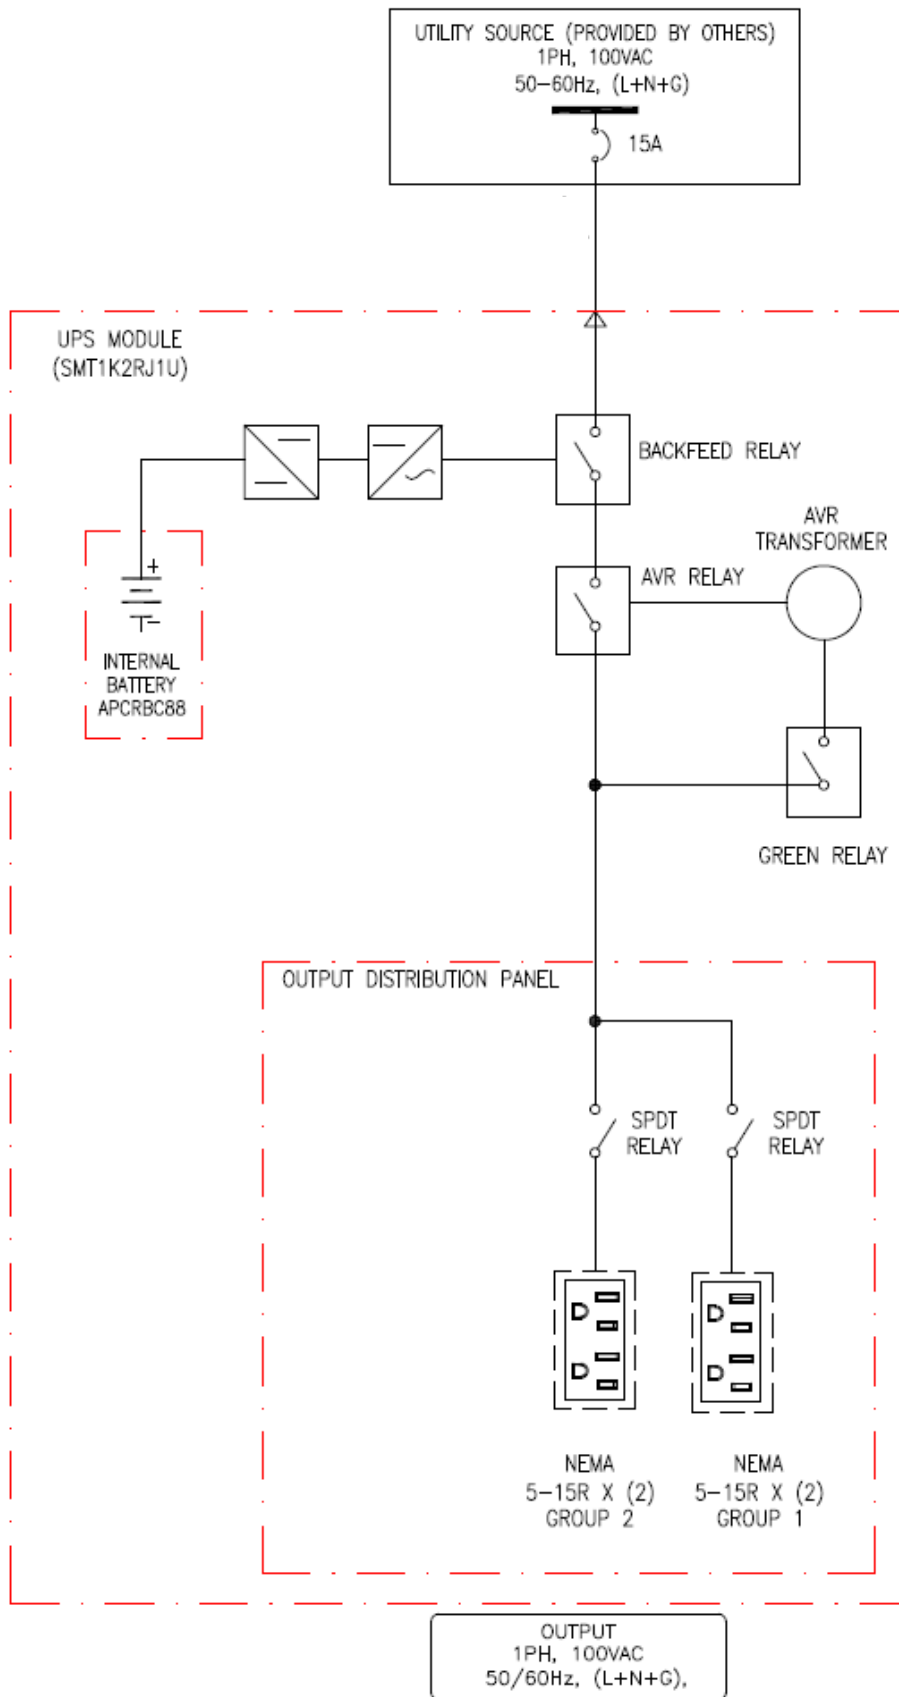 UTILITY SOURCE (PROVIDED BY OTHERS)
1PH, 100VAC
50-60Hz, (L+N+G)
15A
UPS MODULE
(SMT1K2RJ1U)
BACKFEED RELAY
AVR
TRANSFORMER
AVR RELAY
+
-
INTERNAL
BATTERY
APCRBC88
GREEN RELAY
OUTPUT DISTRIBUTION PANEL
SPDT
RELAY
SPDT
RELAY
NEMA
5-15R X (2)
GROUP 2
NEMA
5-15R X (2)
GROUP 1
OUTPUT
1PH, 100VAC
50/60Hz, (L+N+G),